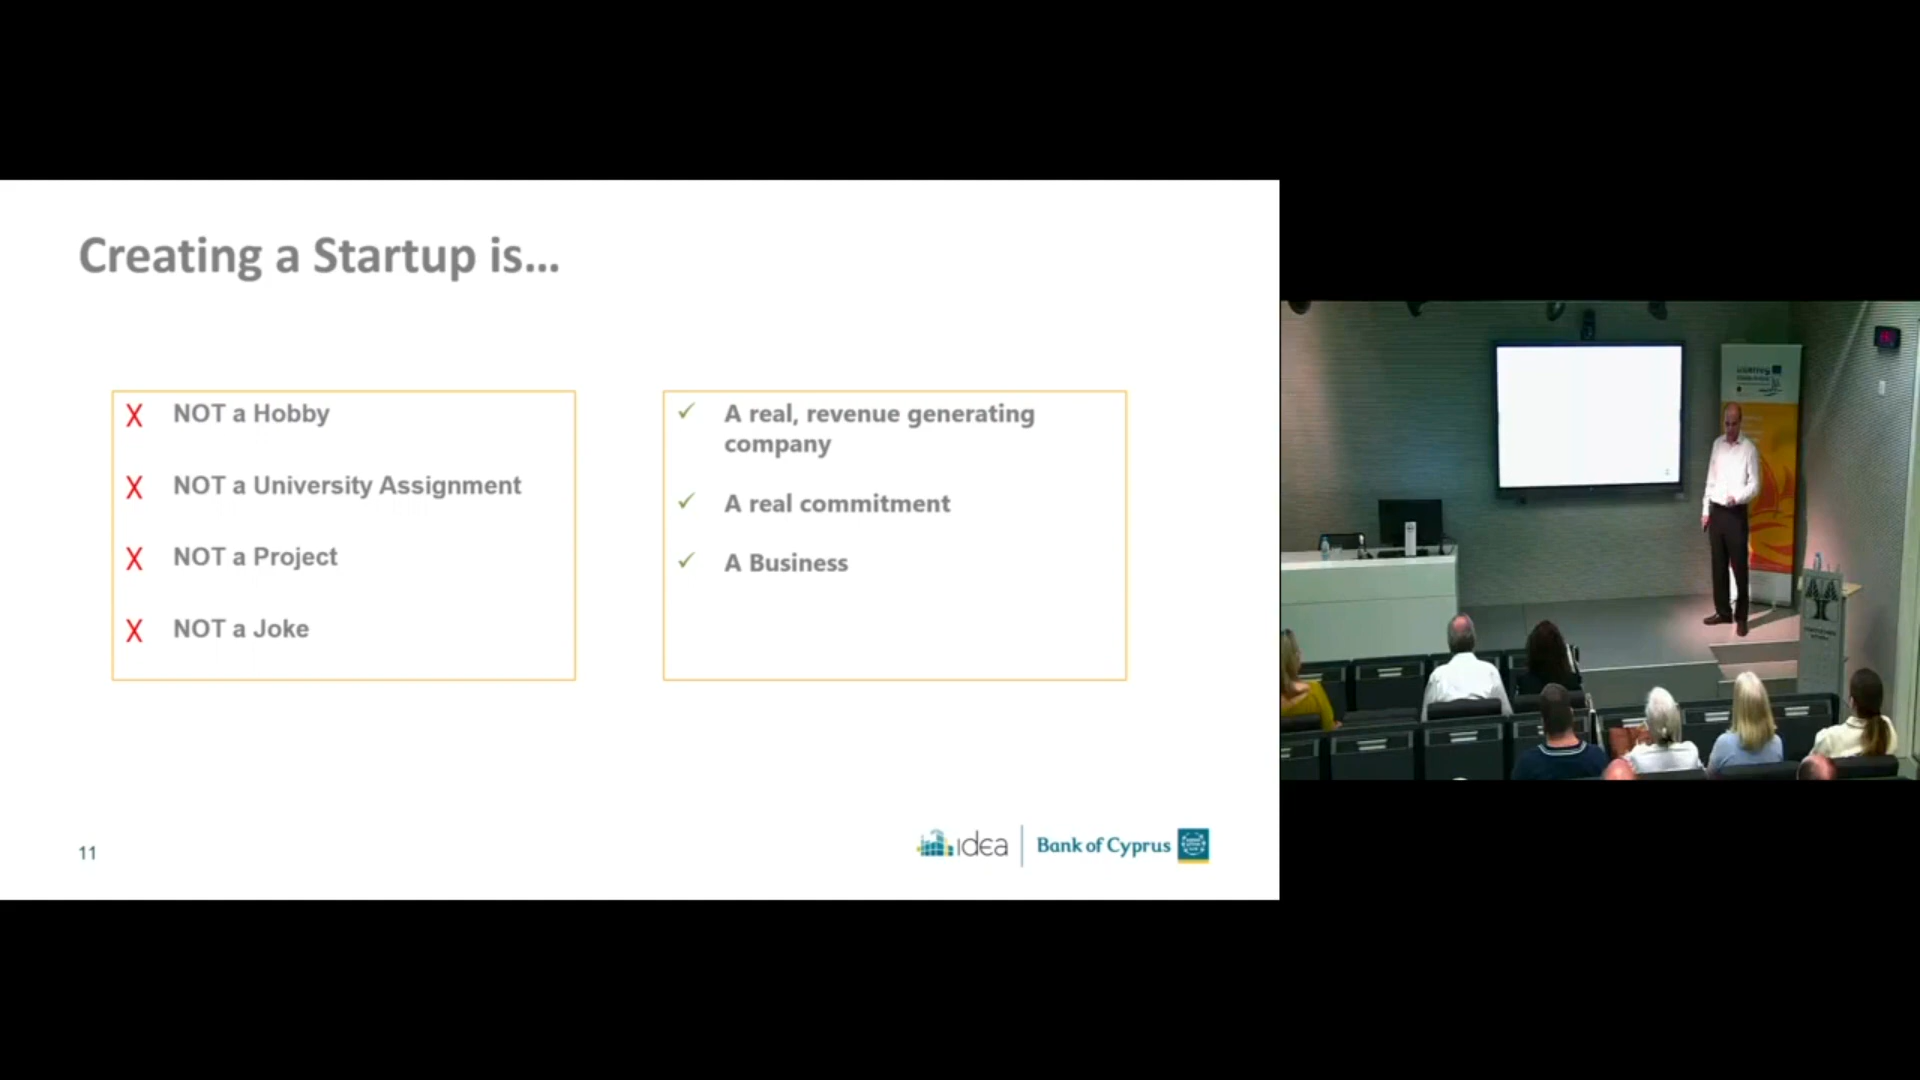 Creating a Startup is...
X NOT a Hobby
X NOT a University Assignment
X NOT a Project
X NOT a Joke
✓ A real, revenue generating
company
✓ A real commitment
✓ A Business
11
idea
Bank of Cyprus